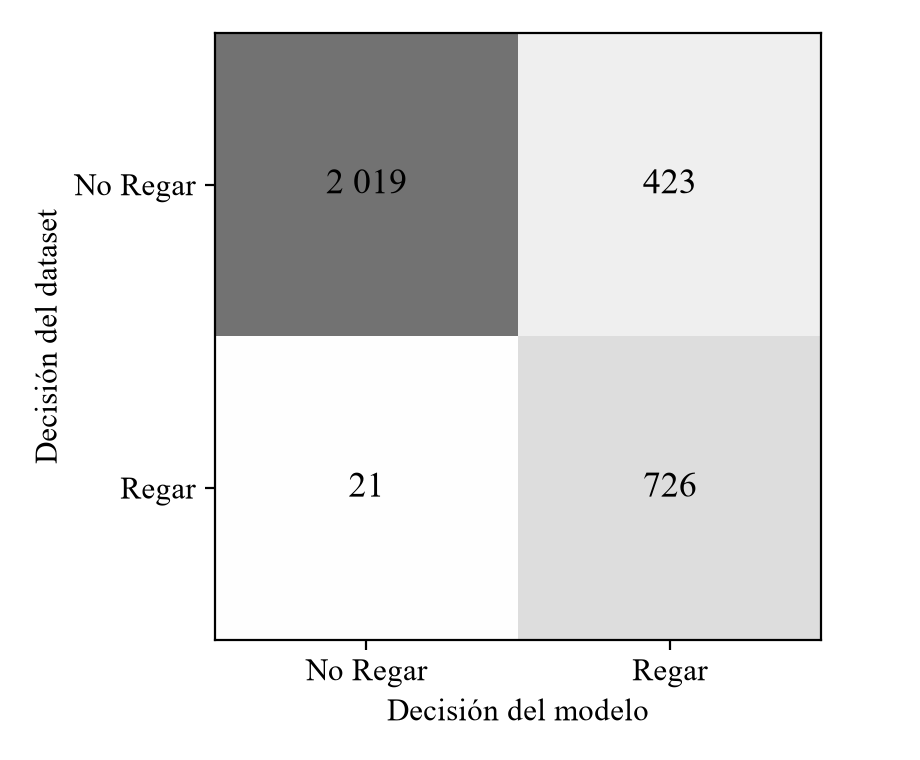 Decisión del dataset
No Regar
2 019
423
Regar
21
726
No Regar
Regar
Decisión del modelo